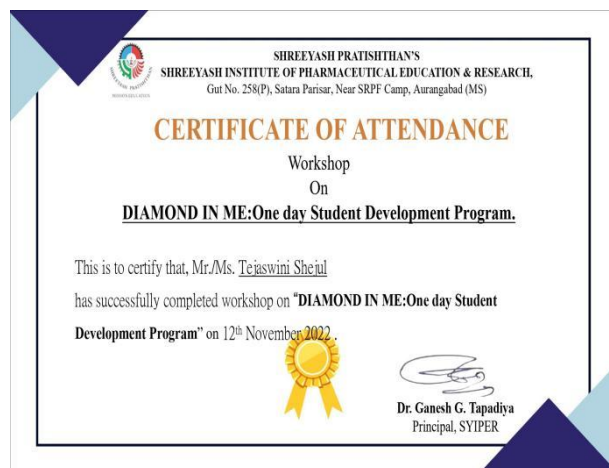 SHREEYASH PRATISHTHAN'S
SHREEYASH INSTITUTE OF PHARMACEUTICAL EDUCATION & RESEARCH,
Gut No. 258(P), Satara Parisar, Near SRPF Camp, Aurangabad (MS)
CERTIFICATE OF ATTENDANCE
Workshop
On
DIAMOND IN ME:One day Student Development Program.
This is to certify that, Mr./Ms. Tejaswini Shejul
has successfully completed workshop on "DIAMOND IN ME:One day Student
Development Program" on 12th November 2022 .
Dr. Ganesh G. Tapadiya
Principal, SYIPER